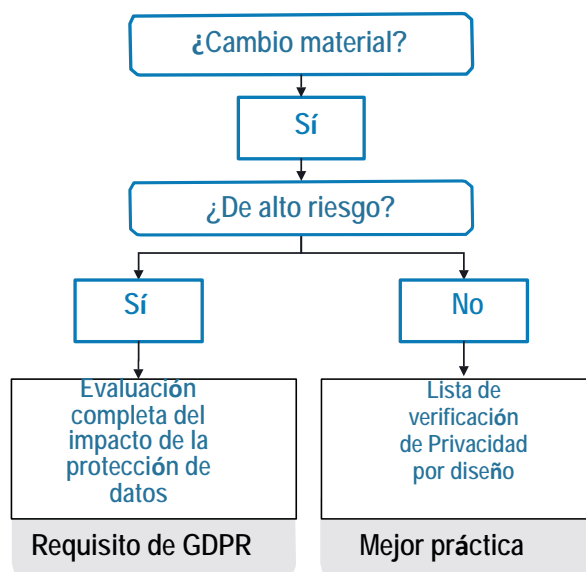 ¿Cambio material?
Sí
¿De alto riesgo?
Sí
No
Evaluación
completa del
impacto de la
protección de
datos
Lista de
verificación
de Privacidad
por diseño
Requisito de GDPR
Mejor práctica